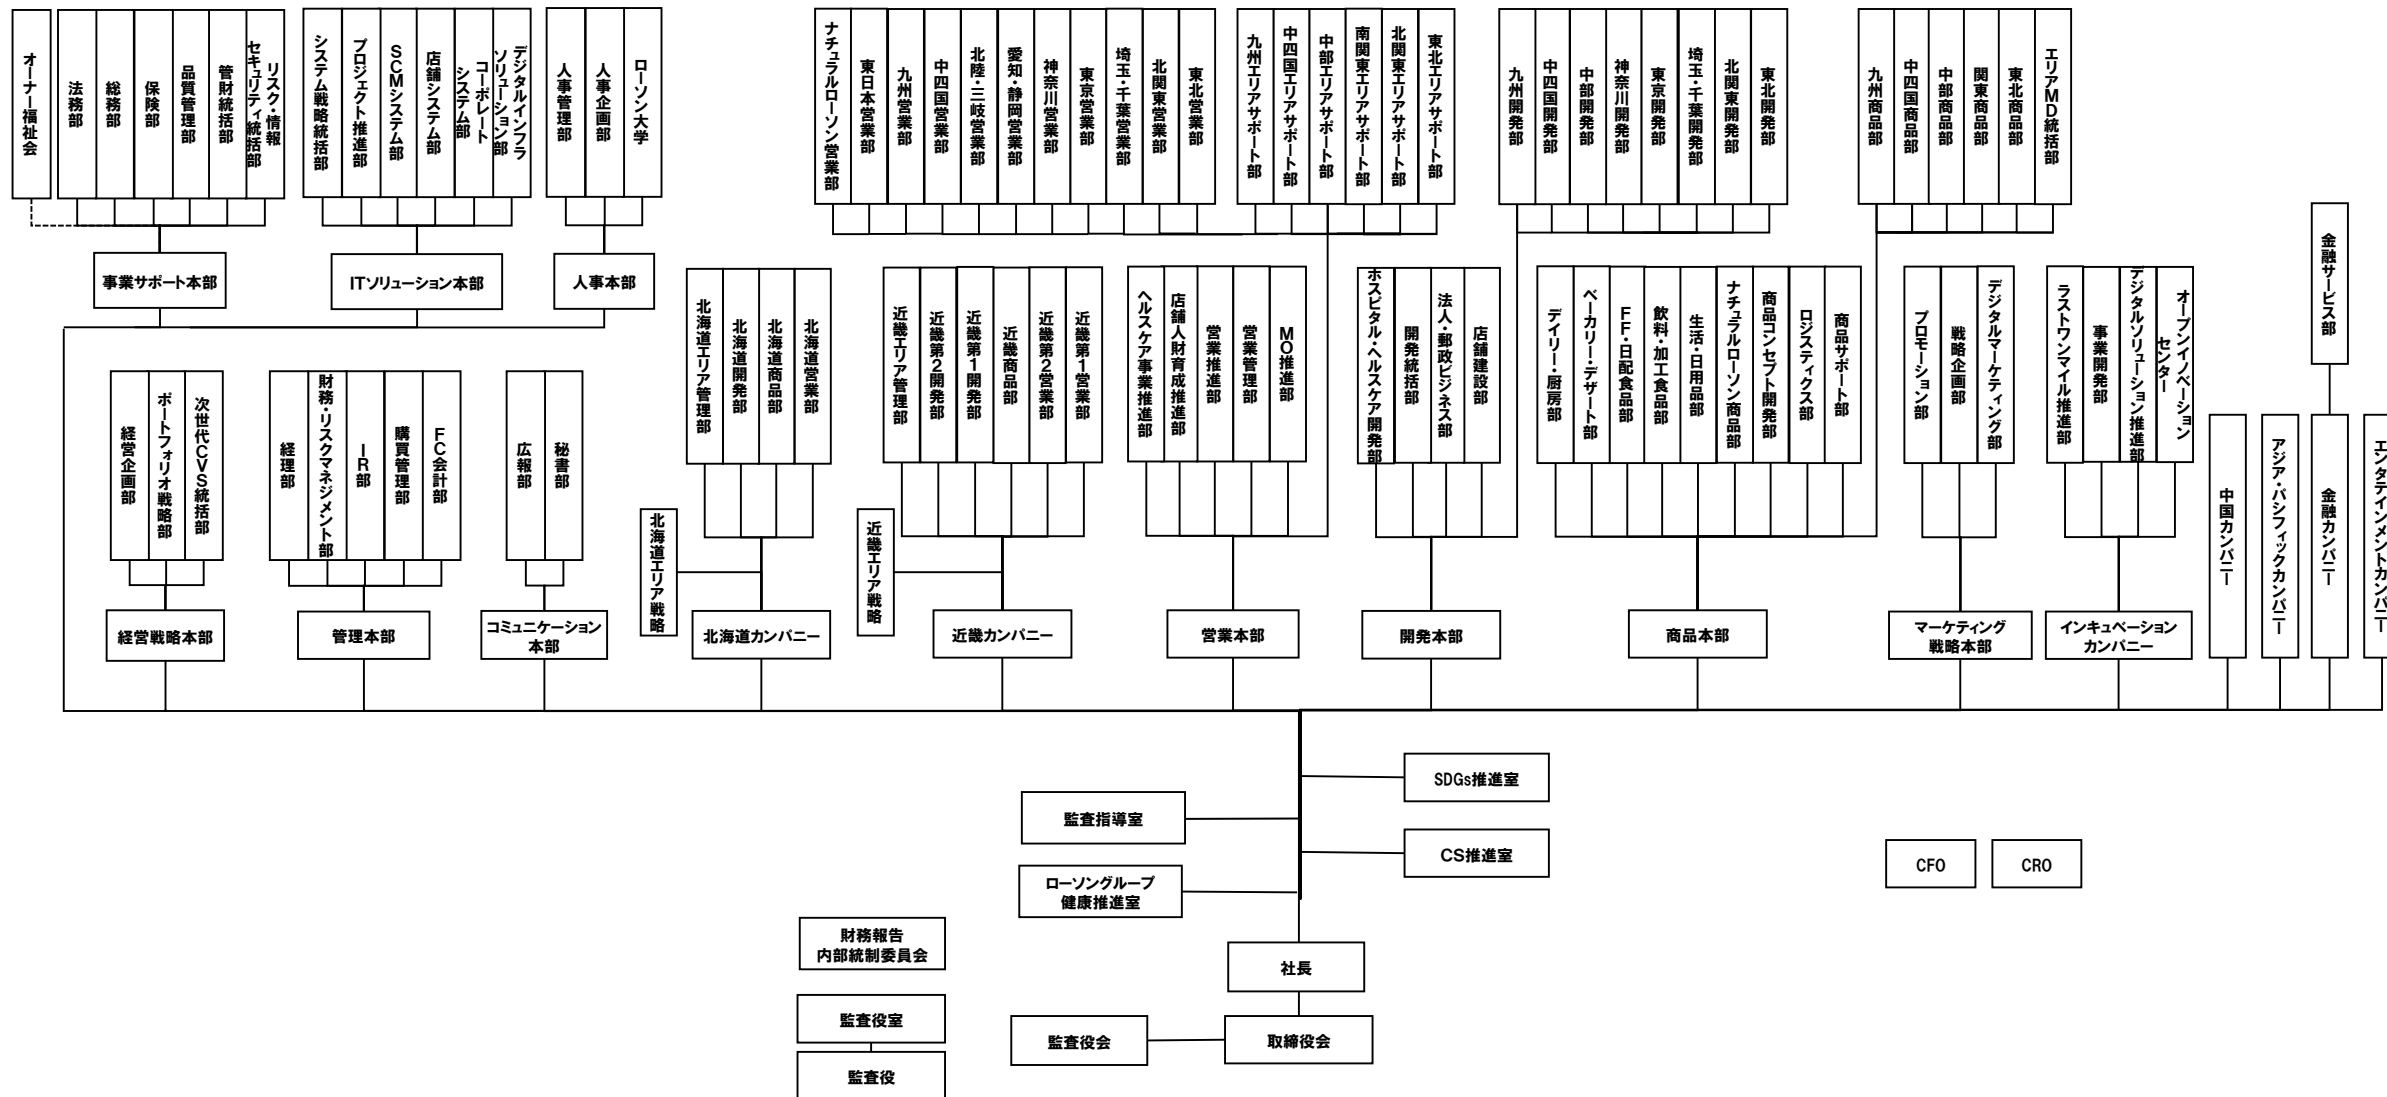 オーナー福祉会
法務部
総務部
保険部
品質管理部
管財統括部
リスク・情報
セキュリティ統括部
システム戦略統括部
プロジェクト推進部
SCMシステム部
店舗システム部
コーポレート
システム部
デジタルインフラ
ソリューション部
人事管理部
人事企画部
ローソン大学
ナチュラルローソン営業部
東日本営業部
九州営業部
中四国営業部
北陸・三岐営業部
愛知・静岡営業部
神奈川営業部
東京営業部
埼玉・千葉営業部
北関東営業部
東北営業部
九州エリアサポート部
中四国エリアサポート部
中部エリアサポート部
南関東エリアサポート部
北関東エリアサポート部
東北エリアサポート部
九州開発部
中四国開発部
中部開発部
神奈川開発部
東京開発部
埼玉・千葉開発部
北関東開発部
東北開発部
九州商品部
中四国商品部
中部商品部
関東商品部
東北商品部
エリアMD統括部
金融サービス部
事業サポート本部
ITソリューション本部
人事本部
北海道エリア管理部
北海道開発部
北海道商品部
北海道営業部
近畿エリア管理部
近畿第2開発部
近畿第1開発部
近畿商品部
近畿第2営業部
近畿第1営業部
ヘルスケア事業推進部
店舗人財育成推進部
営業推進部
営業管理部
MO推進部
ホスピタル・ヘルスケア開発部
開発統括部
法人・郵政ビジネス部
店舗建設部
デイリー・厨房部
ベーカリー・デザート部
FF・日配食品部
飲料・加工食品部
生活・日用品部
ナチュラルローソン商品部
商品コンセプト開発部
ロジスティクス部
商品サポート部
プロモーション部
戦略企画部
デジタルマーケティング部
ラストワンマイル推進部
事業開発部
デジタルソリューション推進部
オープンイノベーション
センター
経営企画部
ポートフォリオ戦略部
次世代CVS統括部
経理部
財務・リスクマネジメント部
IR部
購買管理部
FC会計部
広報部
秘書部
北海道エリア戦略
近畿エリア戦略
中国カンパニー
アジア・パシフィックカンパニー
金融カンパニー
エンタテインメントカンパニー
経営戦略本部
管理本部
コミュニケーション
本部
北海道カンパニー
近畿カンパニー
営業本部
開発本部
商品本部
マーケティング
戦略本部
インキュベーション
カンパニー
SDGs推進室
監査指導室
CS推進室
ローソングループ
健康推進室
CFO
CRO
財務報告
内部統制委員会
社長
監査役室
監査役会
取締役会
監査役